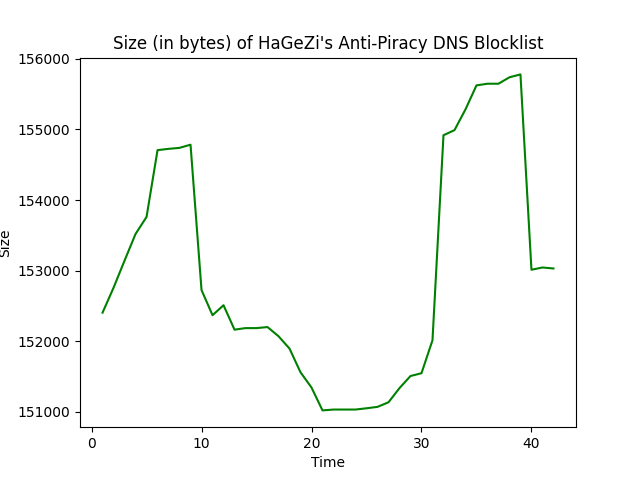 Size (in bytes) of HaGeZi's Anti-Piracy DNS Blocklist
156000
155000
154000
153000
152000
151000
Size
0 10 20 30 40
Time